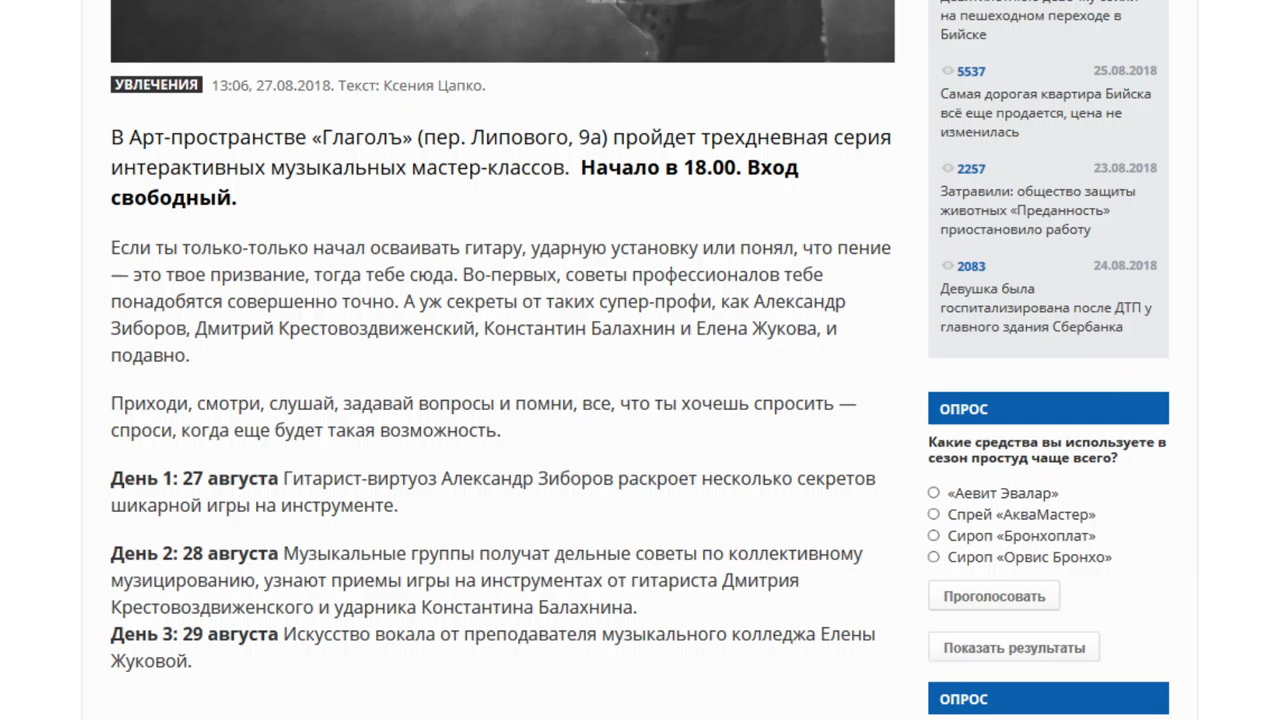 УВЛЕЧЕНИЯ 13:06, 27.08.2018. Текст: Ксения Цапко.
В Арт-пространстве «Глаголъ» (пер. Липового, 9а) пройдет трехдневная серия
интерактивных музыкальных мастер-классов. Начало в 18.00. Вход
свободный.
Если ты только-только начал осваивать гитару, ударную установку или понял, что пение
— это твое призвание, тогда тебе сюда. Во-первых, советы профессионалов тебе
понадобятся совершенно точно. А уж секреты от таких супер-профи, как Александр
Зиборов, Дмитрий Крестовоздвиженский, Константин Балахнин и Елена Жукова, и
подавно.
Приходи, смотри, слушай, задавай вопросы и помни, все, что ты хочешь спросить —
спроси, когда еще будет такая возможность.
День 1: 27 августа Гитарист-виртуоз Александр Зиборов раскроет несколько секретов
шикарной игры на инструменте.
День 2: 28 августа Музыкальные группы получат дельные советы по коллективному
музицированию, узнают приемы игры на инструментах от гитариста Дмитрия
Крестовоздвиженского и ударника Константина Балахнина.
День 3: 29 августа Искусство вокала от преподавателя музыкального колледжа Елены
Жуковой.
на пешеходном переходе в
Бийске
5537 25.08.2018
Самая дорогая квартира Бийска
всё еще продается, цена не
изменилась
2257 23.08.2018
Затравили: общество защиты
животных «Преданность»
приостановило работу
2083 24.08.2018
Девушка была
госпитализирована после ДТП у
главного здания Сбербанка
ОПРОС
Какие средства вы используете в
сезон простуд чаще всего?
«Аевит Эвалар»
Спрей «АкваМастер»
Сироп «Бронхоплат»
Сироп «Орвис Бронхо»
Проголосовать
Показать результаты
ОПРОС